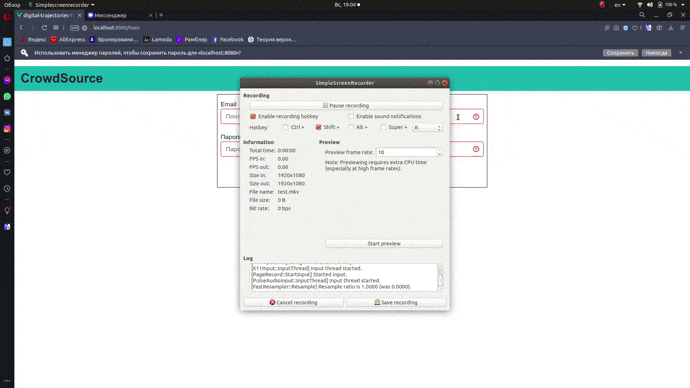 Обзор
Simplescreenrecorder
Вс, 19:04
en
100 %
digital-trajectories-f
Мессенджер
localhost:8080/main
Яндекс
AliExpress
Бронировани...
Lamoda
Рамблер
Facebook
Теория верол...
Использовать менеджер паролей, чтобы сохранить пароль для «localhost:8080»?
Сохранить
Никогда
CrowdSource
SimpleScreenRecorder
Recording
Pause recording
Email
Enable recording hotkey
Enable sound notifications
Hotkey:
Ctrl +
Shift +
Alt +
Super +
R
Information
Preview
Total time: 0:00:00
Preview frame rate: 10
FPS in: 0.00
FPS out: 0.00
Note: Previewing requires extra CPU time
(especially at high frame rates).
Size in: 1920x1080
Size out: 1920x1080
File name: test.mkv
File size: 0 B
Bit rate: 0 bps
Start preview
Log
[X11Input::InputThread] Input thread started.
[PageRecord::StartInput] Started input.
[PulseAudioInput::InputThread] Input thread started.
[FastResampler::Resample] Resample ratio is 1.0000 (was 0.0000).
Cancel recording
Save recording